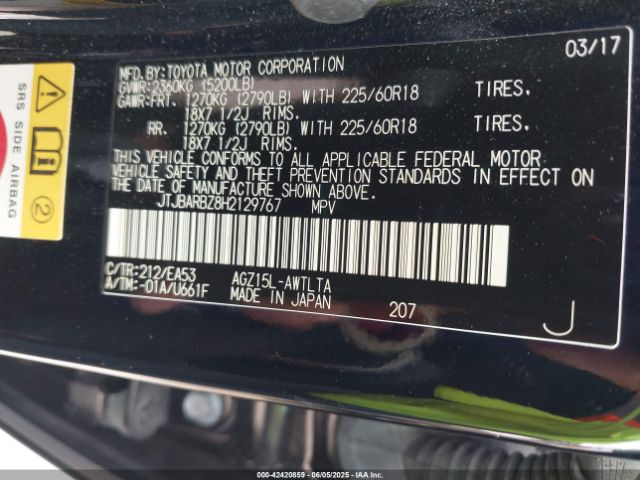 03/17
MFD. BY: TOYOTA MOTOR CORPORATION
GVWR: 2360KG (5200LB)
GAWR: FRT. 1270KG (2790LB) WITH 225/60R18 TIRES.
18X7 1/2J RIMS.
RR. 1270KG (2790LB) WITH 225/60R18 TIRES.
18X7 1/2J RIMS.
THIS VEHICLE CONFORMS TO ALL APPLICABLE FEDERAL MOTOR
VEHICLE SAFETY AND THEFT PREVENTION STANDARDS IN EFFECT ON
THE DATE OF MANUFACTURE SHOWN ABOVE.
JTJBARBZ8H2129767 MPV
C/TR: 212/EA53 AGZ15L-AWTLTA
A/TM: -01A/U661F MADE IN JAPAN 207 J
SRS SIDE AIRBAG
2
00-42420859 | 06/05/2025 - IAAI.COM